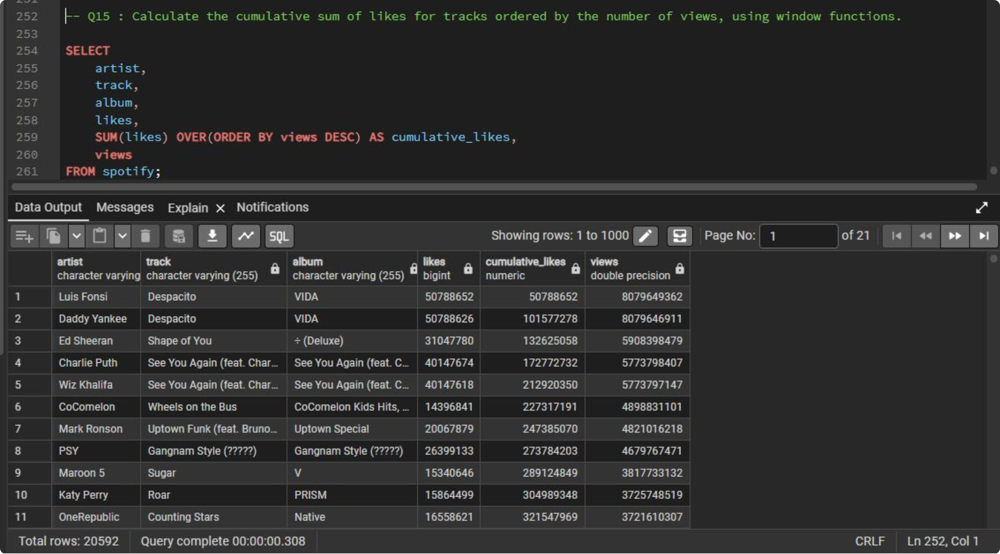 252 -- Q15 : Calculate the cumulative sum of likes for tracks ordered by the number of views, using window functions.
253
254 SELECT
255 artist,
256 track,
257 album,
258 likes,
259 SUM(likes) OVER(ORDER BY views DESC) AS cumulative_likes,
260 views
261 FROM spotify;
Data Output Messages Explain × Notifications
SQL Showing rows: 1 to 1000 Page No: 1 of 21
artist track album likes cumulative_likes views
character varying character varying (255) character varying (255) bigint numeric double precision
1 Luis Fonsi Despacito VIDA 50788652 50788652 8079649362
2 Daddy Yankee Despacito VIDA 50788626 101577278 8079646911
3 Ed Sheeran Shape of You ÷ (Deluxe) 31047780 132625058 5908398479
4 Charlie Puth See You Again (feat. Char... See You Again (feat. C... 40147674 172772732 5773798407
5 Wiz Khalifa See You Again (feat. Char... See You Again (feat. C... 40147618 212920350 5773797147
6 CoComelon Wheels on the Bus CoComelon Kids Hits, ... 14396841 227317191 4898831101
7 Mark Ronson Uptown Funk (feat. Bruno... Uptown Special 20067879 247385070 4821016218
8 PSY Gangnam Style (?????) Gangnam Style (?????) 26399133 273784203 4679767471
9 Maroon 5 Sugar V 15340646 289124849 3817733132
10 Katy Perry Roar PRISM 15864499 304989348 3725748519
11 OneRepublic Counting Stars Native 16558621 321547969 3721610307
Total rows: 20592 Query complete 00:00:00.308 CRLF Ln 252, Col 1